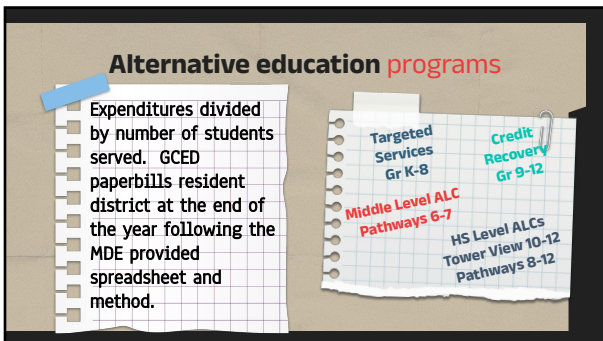 Alternative education programs
Expenditures divided
by number of students
served. GCED
paperbills resident
district at the end of
the year following the
MDE provided
spreadsheet and
method.
Targeted
Services
Gr K-8
Credit
Recovery
Gr 9-12
Middle Level ALC
Pathways 6-7
HS Level ALCs
Tower View 10-12
Pathways 8-12